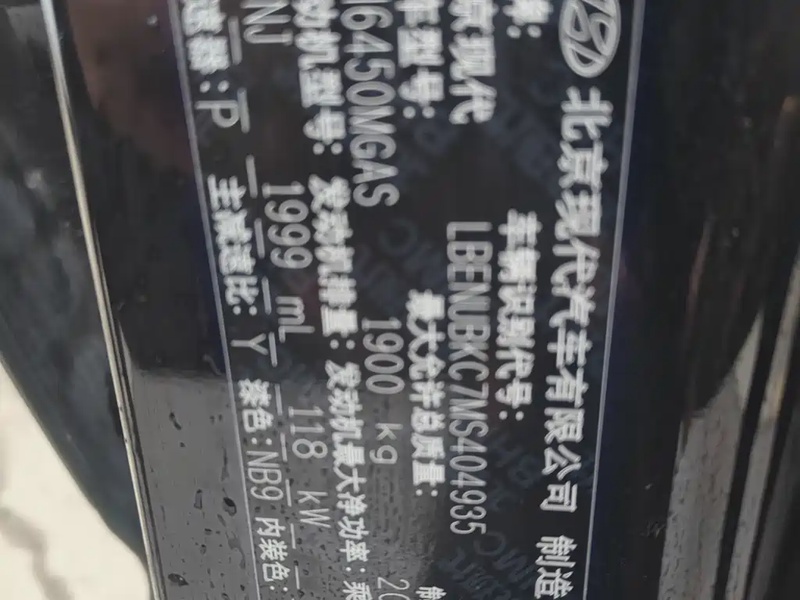 北京现代汽车有限公司 制造
车辆识别代号:
京现代 LBENUBKC7MS404935
车型号: 最大允许总质量:
6450MGAS 1900 kg
动机型号: 发动机排量: 发动机最大净功率: 乘
NJ 1999 mL 118 kW
速器: P 主减速比: Y 漆色: NB9 内装色: